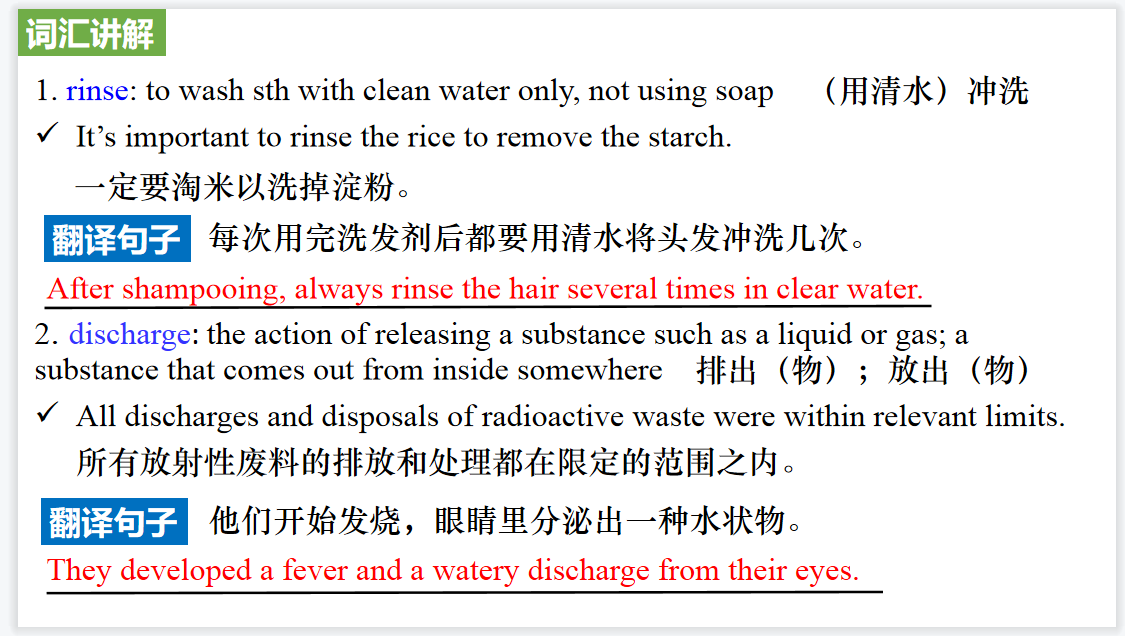 词汇讲解
1. rinse: to wash sth with clean water only, not using soap （用清水）冲洗
✓ It’s important to rinse the rice to remove the starch.
一定要淘米以洗掉淀粉。
翻译句子 每次用完洗发剂后都要用清水将头发冲洗几次。
After shampooing, always rinse the hair several times in clear water.
2. discharge: the action of releasing a substance such as a liquid or gas; a
substance that comes out from inside somewhere 排出（物）；放出（物）
✓ All discharges and disposals of radioactive waste were within relevant limits.
所有放射性废料的排放和处理都在限定的范围之内。
翻译句子 他们开始发烧，眼睛里分泌出一种水状物。
They developed a fever and a watery discharge from their eyes.